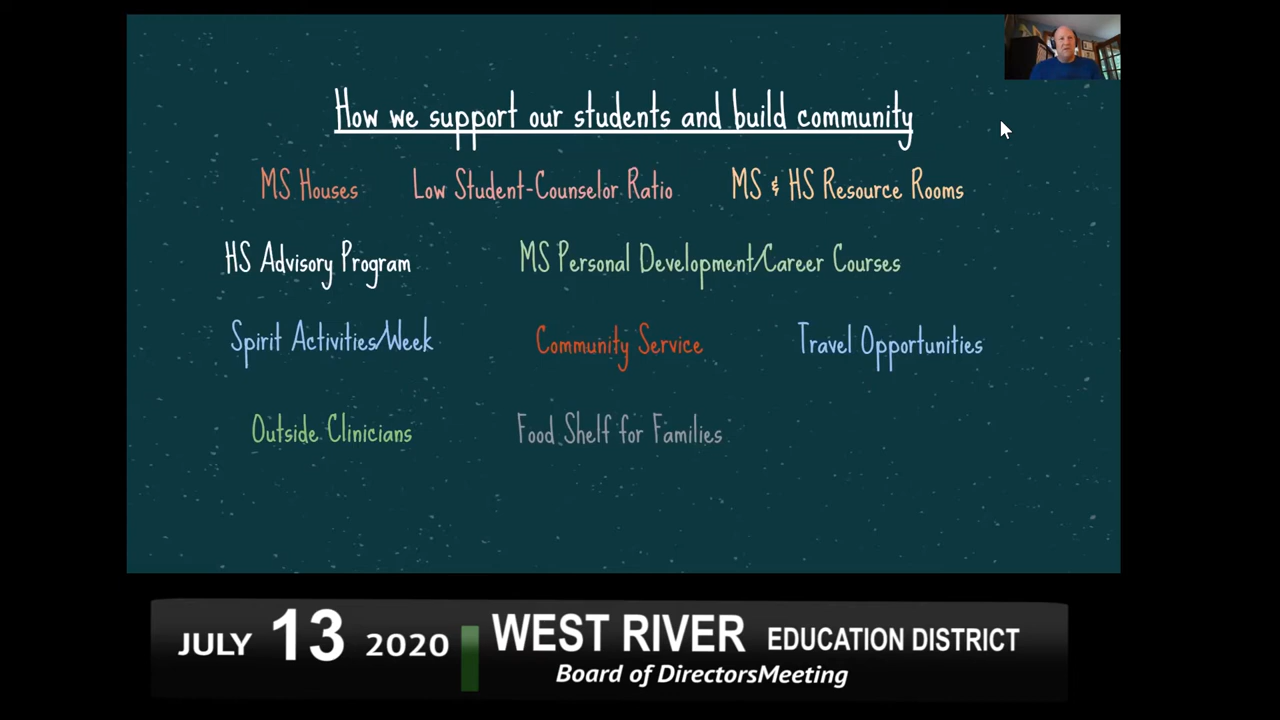 How we support our students and build community
MS Houses Low Student-Counselor Ratio MS & HS Resource Rooms
HS Advisory Program MS Personal Development/Career Courses
Spirit Activities/Week Community Service Travel Opportunities
Outside Clinicians Food Shelf for Families
JULY 13 2020 WEST RIVER EDUCATION DISTRICT
Board of DirectorsMeeting